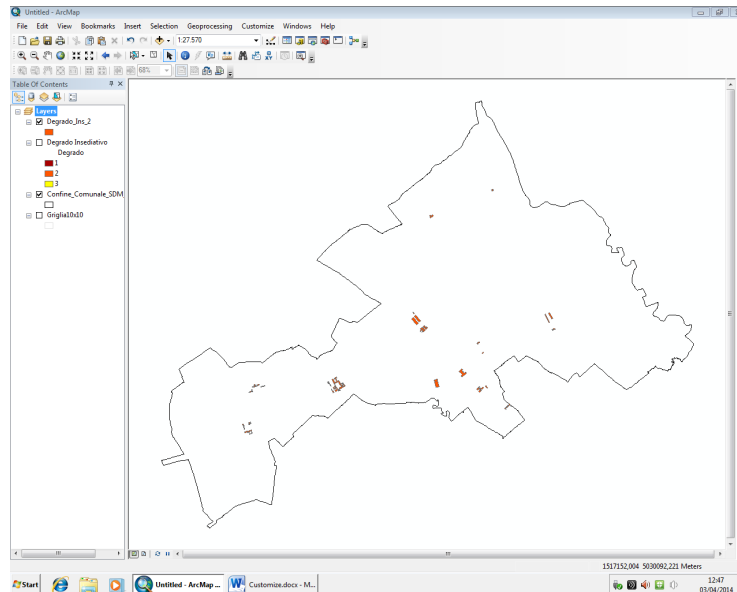 Untitled - ArcMap
File Edit View Bookmarks Insert Selection Geoprocessing Customize Windows Help
1:27.570
68%
Table Of Contents
Layers
Degrado_Ins_2
Degrado Insediativo
Degrado
1
2
3
Confine_Comunale_SDM
Griglia10x10
1517152,004 5030092,221 Meters
Start
Untitled - ArcMap ...
Customize.docx - M...
12:47
03/04/2014